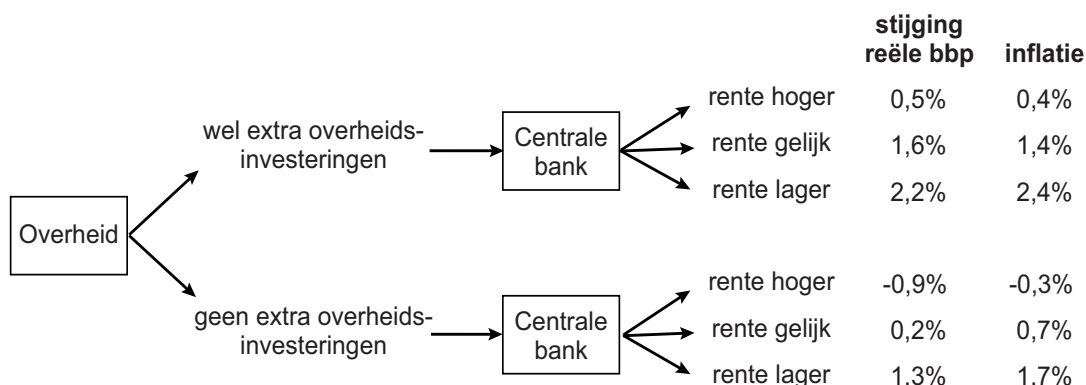 stijging
reële bbp inflatie
rente hoger 0,5% 0,4%
wel extra overheids-
investeringen
Centrale
bank
rente gelijk 1,6% 1,4%
rente lager 2,2% 2,4%
Overheid
rente hoger -0,9% -0,3%
geen extra overheids-
investeringen
Centrale
bank
rente gelijk 0,2% 0,7%
rente lager 1,3% 1,7%